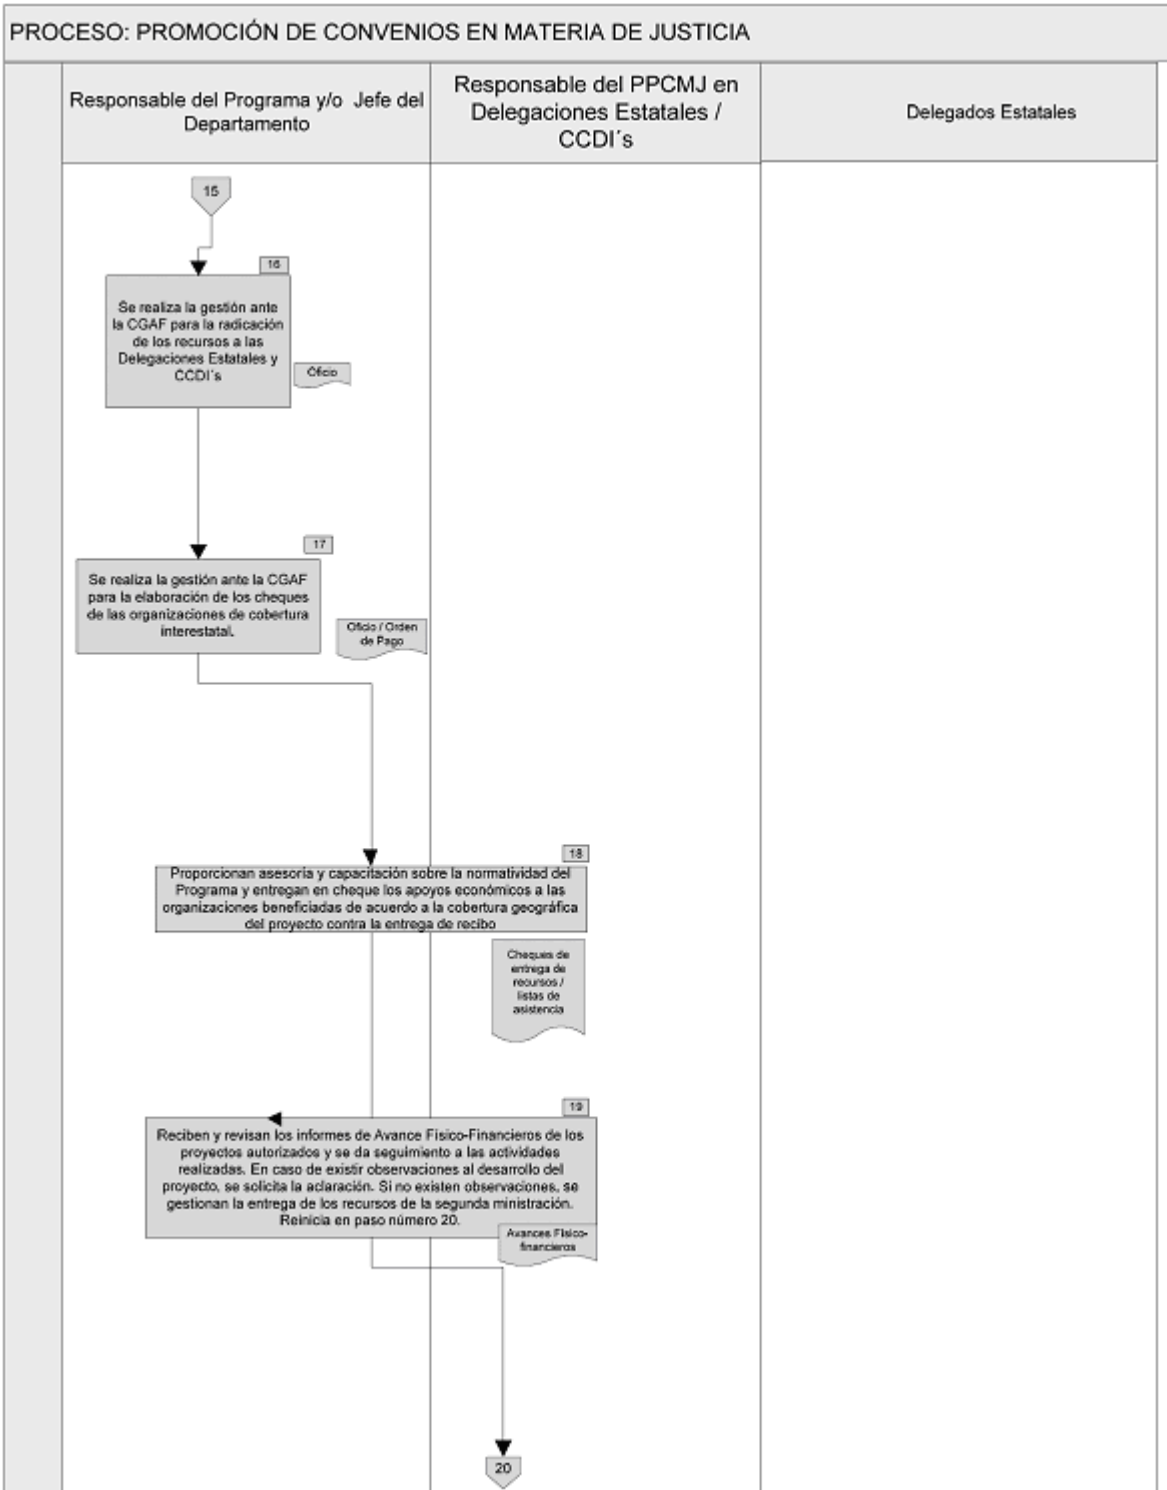 PROCESO: PROMOCIÓN DE CONVENIOS EN MATERIA DE JUSTICIA
Responsable del Programa y/o Jefe del
Departamento
Responsable del PPCMJ en
Delegaciones Estatales /
CCDI´s
Delegados Estatales
15
16
Se realiza la gestión ante
la CGAF para la radicación
de los recursos a las
Delegaciones Estatales y
CCDI´s
Oficio
17
Se realiza la gestión ante la CGAF
para la elaboración de los cheques
de las organizaciones de cobertura
interestatal.
Oficio / Orden
de Pago
18
Proporcionan asesoría y capacitación sobre la normatividad del
Programa y entregan en cheque los apoyos económicos a las
organizaciones beneficiadas de acuerdo a la cobertura geográfica
del proyecto contra la entrega de recibo
Cheques de
entrega de
recursos /
listas de
asistencia
19
Reciben y revisan los informes de Avance Físico-Financieros de los
proyectos autorizados y se da seguimiento a las actividades
realizadas. En caso de existir observaciones al desarrollo del
proyecto, se solicita la aclaración. Si no existen observaciones, se
gestionan la entrega de los recursos de la segunda ministración.
Reinicia en paso número 20.
Avances Físico-
financieros
20